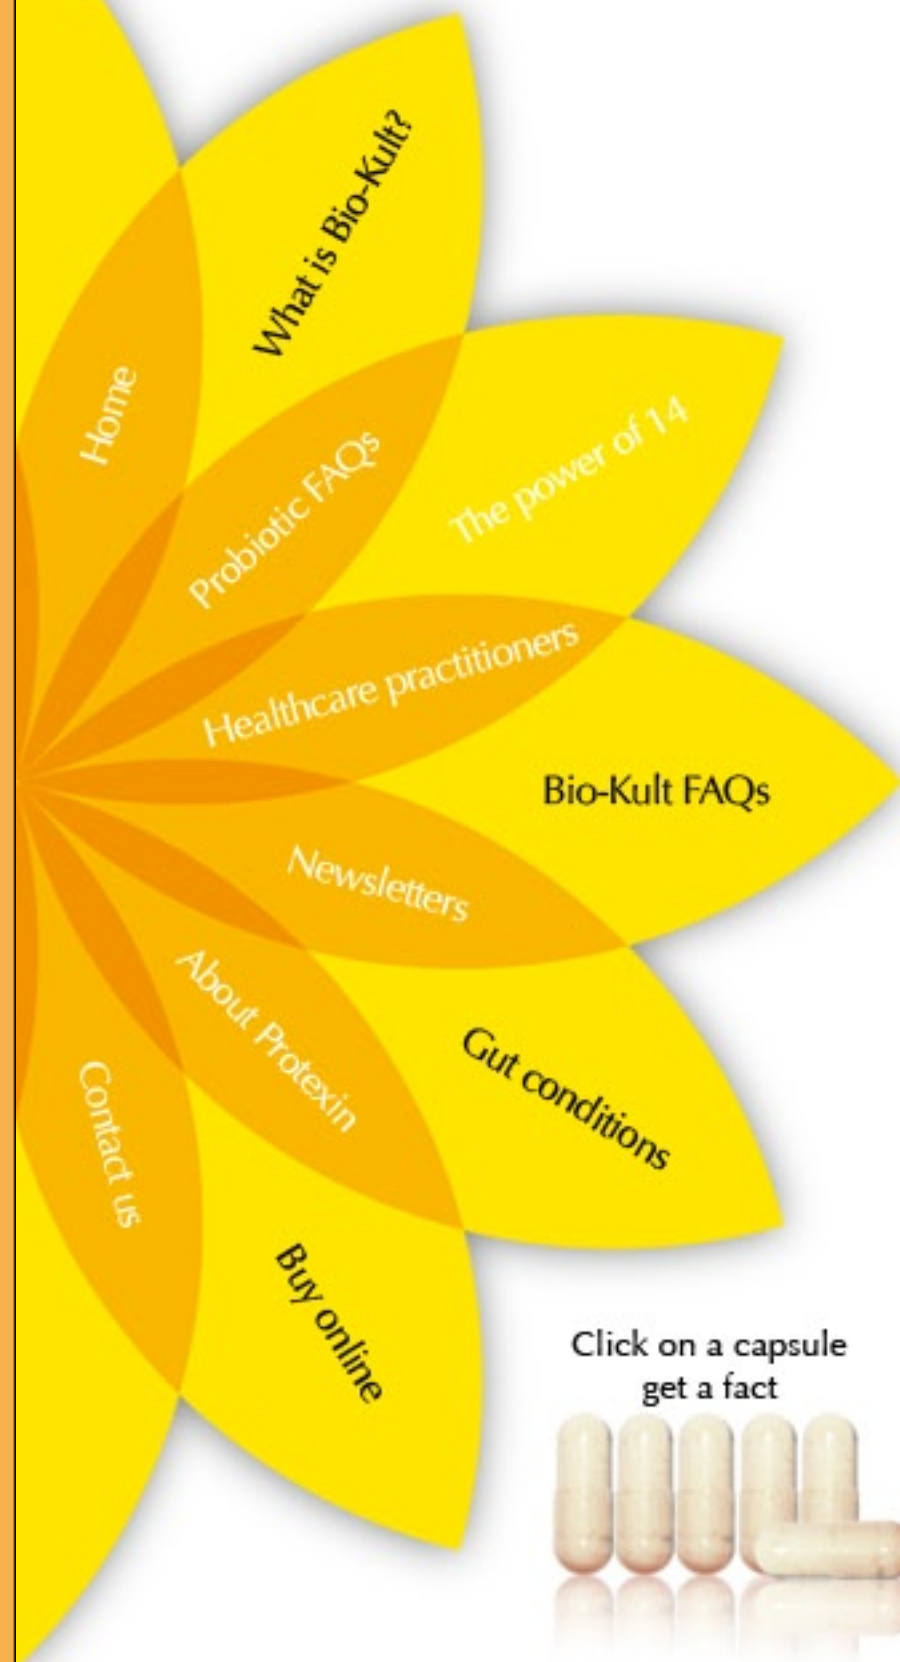 What is Bio-Kult?
Home
The power of 14
Probiotic FAQs
Healthcare practitioners
Bio-Kult FAQs
Newsletters
About Protexin
Gut conditions
Contact us
Buy online
Click on a capsule
get a fact